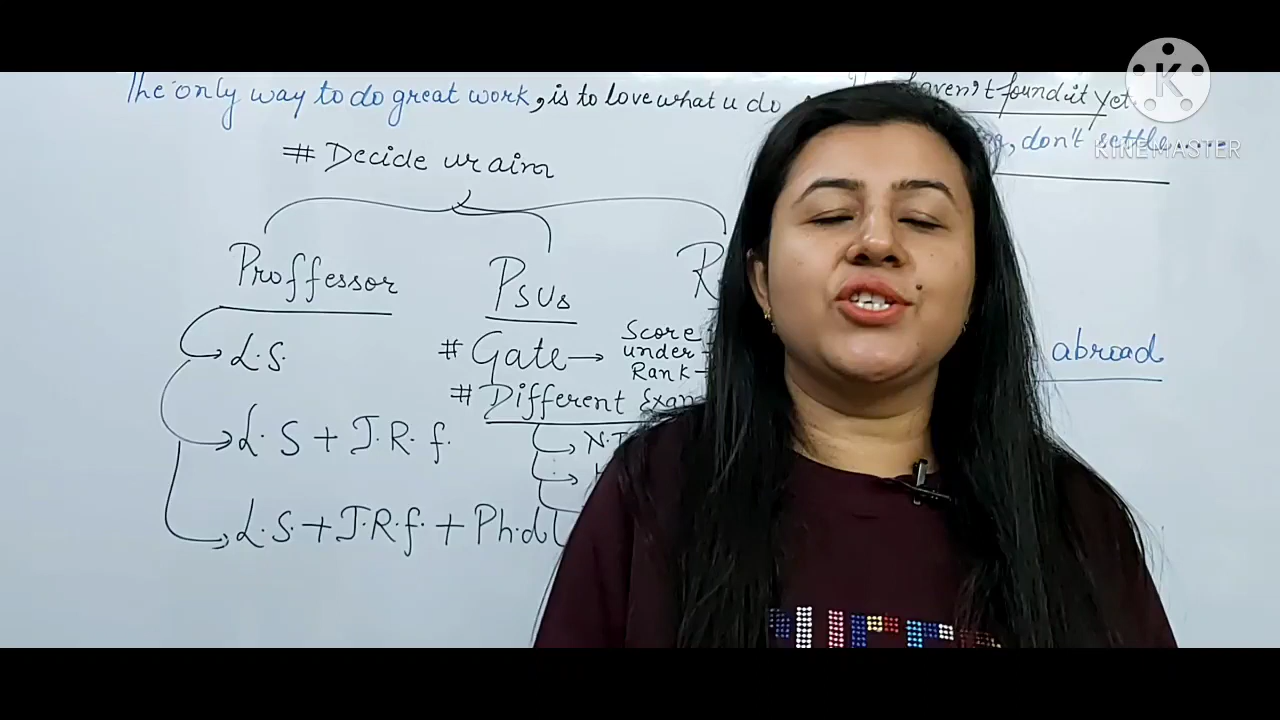 The only way to do great work, is to love what u do haven't found it yet.
don't settle.....
# Decide ur aim
Proffessor
Psus
L.S.
# Gate → Score
under
Rank
abroad
# Different Exam
L.S + J.R.f.
N.T
L.S. + J.R.f. + Ph.d
K
KINEMASTER